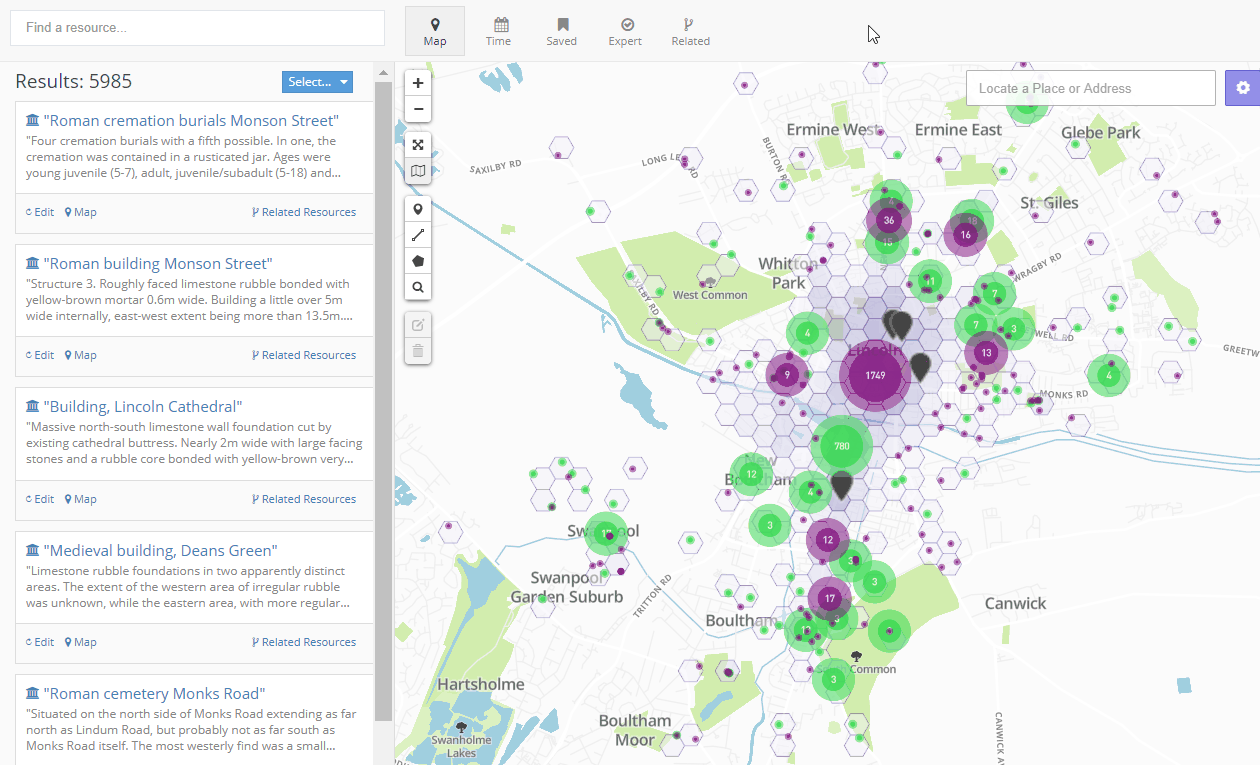 Find a resource...
Map
Time
Saved
Expert
Related
Results: 5985
Select...
"Roman cremation burials Monson Street"
"Four cremation burials with a fifth possible. In one, the
cremation was contained in a rusticated jar. Ages were
young juvenile (5-7), adult, juvenile/subadult (5-18) and...
Edit Map Related Resources
"Roman building Monson Street"
"Structure 3. Roughly faced limestone rubble bonded with
yellow-brown mortar 0.6m wide. Building a little over 5m
wide internally, east-west extent being more than 13.5m....
Edit Map Related Resources
"Building, Lincoln Cathedral"
"Massive north-south limestone wall foundation cut by
existing cathedral buttress. Nearly 2m wide with large facing
stones and a rubble core bonded with yellow-brown very...
Edit Map Related Resources
"Medieval building, Deans Green"
"Limestone rubble foundations in two apparently distinct
areas. The extent of the western area of irregular rubble
was unknown, while the eastern area, with more regular...
Edit Map Related Resources
"Roman cemetery Monks Road"
"Situated on the north side of Monks Road extending as far
north as Lindum Road, but probably not as far south as
Monks Road itself. The most westerly find was a small...
+
−
Locate a Place or Address
Ermine West
Ermine East
Glebe Park
SAXILBY RD
BURTON RD
St. Giles
36
16
WRAGBY RD
Whitton
Park
West Common
11
7
4
7
3
Lincoln
13
GREETW
9
1749
4
MONKS RD
780
New
Boultham
12
4
3
Swanpool
12
3
Swanpool
Garden Suburb
TRITTON RD
3
17
Canwick
Boultham
Common
3
Hartsholme
Boultham
Moor
Swanholme
Lakes